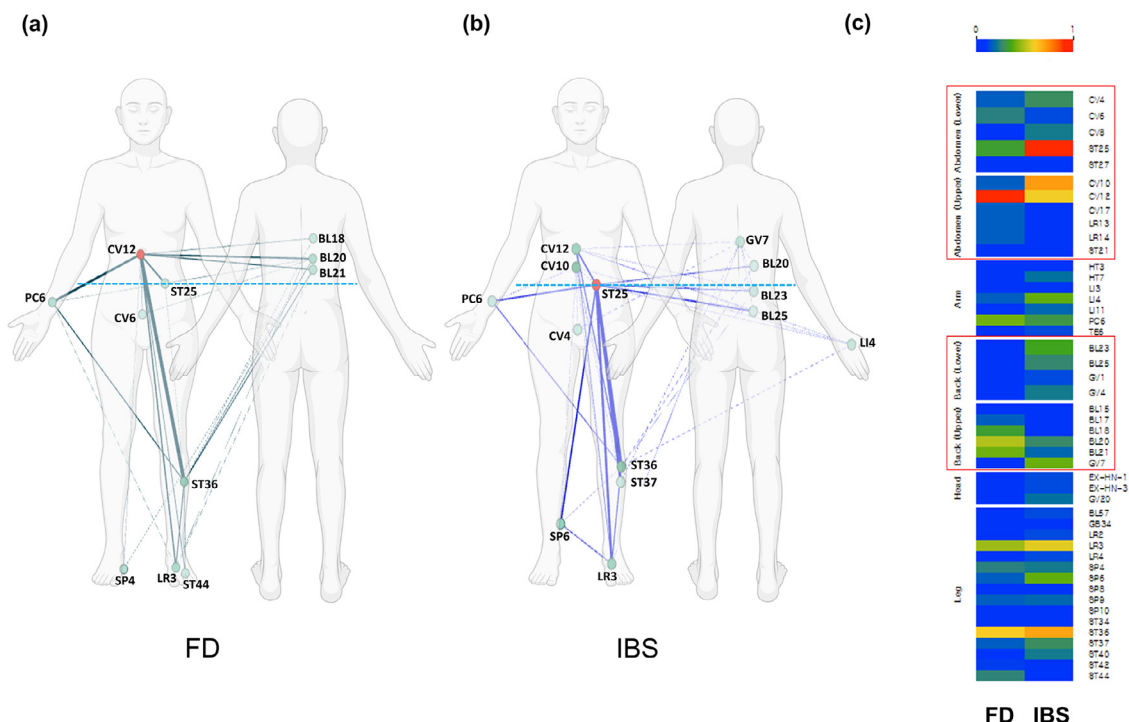 (a)
CV12
BL18
BL20
BL21
ST25
PC6
CV6
ST36
SP4
LR3
ST44
FD
(b)
CV12
CV10
GV7
BL20
PC6
ST25
BL23
BL25
CV4
LI4
ST36
ST37
SP6
LR3
IBS
(c)
0 1
Abdomen (Lower)
CV4
CV6
CV8
ST25
ST27
Abdomen (Upper)
CV10
CV12
CV17
LR13
LR14
ST21
Arm
HT3
HT7
LI3
LI4
LI11
PC6
TE6
Back (Lower)
BL23
BL25
GV1
GV4
Back (Upper)
BL15
BL17
BL18
BL20
BL21
GV7
Head
EX-HN-1
EX-HN-3
GV20
Leg
BL57
GB34
LR2
LR3
LR4
SP4
SP6
SP8
SP9
SP10
ST34
ST36
ST37
ST40
ST42
ST44
FD IBS